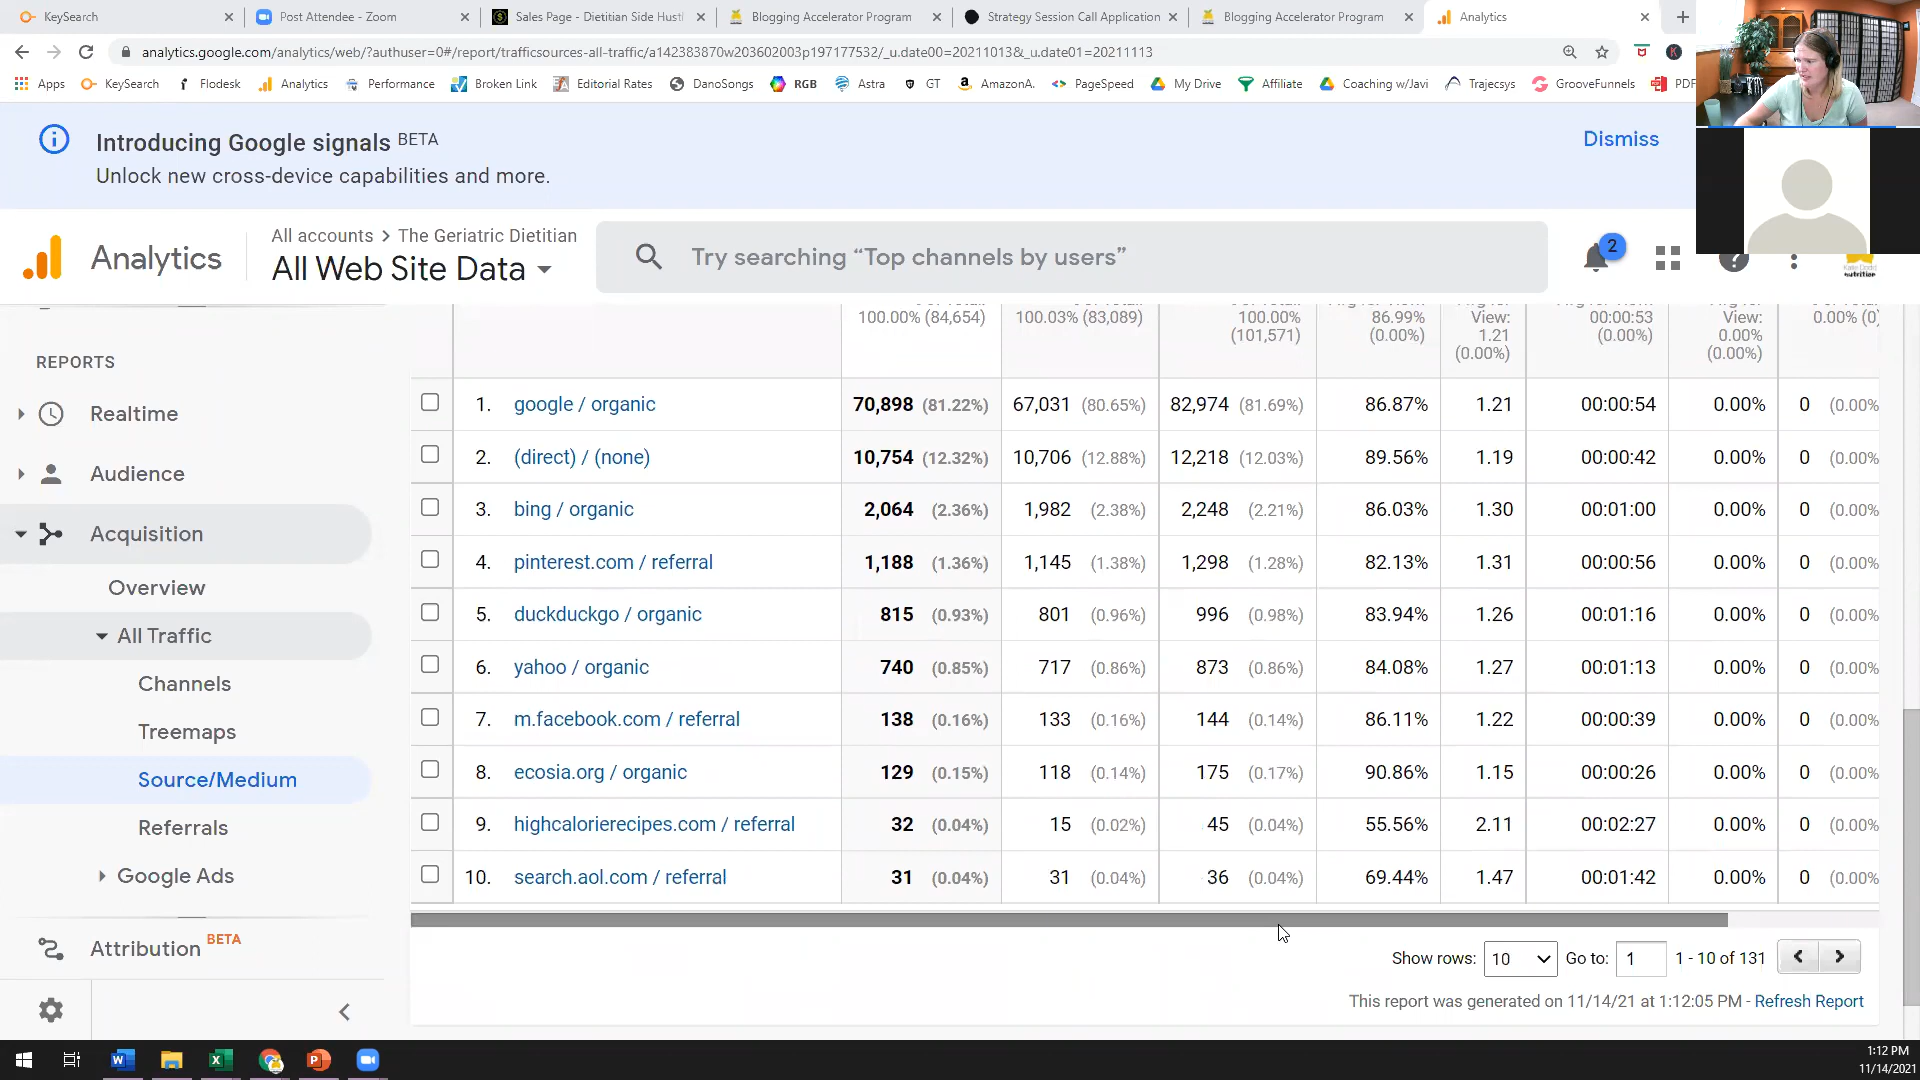 KeySearch
Post Attendee - Zoom
Sales Page - Dietitian Side Hustl
Blogging Accelerator Program
Strategy Session Call Application
Blogging Accelerator Program
Analytics
analytics.google.com/analytics/web/?authuser=0#/report/trafficsources-all-traffic/a142383870w203602003p197177532/_u.date00=20211013&_u.date01=20211113
Apps KeySearch Flodesk Analytics Performance Broken Link Editorial Rates DanoSongs RGB Astra GT AmazonA. PageSpeed My Drive Affiliate Coaching w/Javi Trajecsys GrooveFunnels PDF
Introducing Google signals BETA
Dismiss
Unlock new cross-device capabilities and more.
Analytics
All accounts > The Geriatric Dietitian
All Web Site Data
Try searching “Top channels by users”
2
nutrition
REPORTS
Realtime
Audience
Acquisition
Overview
All Traffic
Channels
Treemaps
Source/Medium
Referrals
Google Ads
Attribution BETA
100.00% (84,654)
100.03% (83,089)
100.00%
(101,571)
86.99%
(0.00%)
View:
1.21
(0.00%)
00:00:53
(0.00%)
View:
0.00%
(0.00%)
0.00% (0)
1. google / organic 70,898 (81.22%) 67,031 (80.65%) 82,974 (81.69%) 86.87% 1.21 00:00:54 0.00% 0 (0.00%
2. (direct) / (none) 10,754 (12.32%) 10,706 (12.88%) 12,218 (12.03%) 89.56% 1.19 00:00:42 0.00% 0 (0.00%
3. bing / organic 2,064 (2.36%) 1,982 (2.38%) 2,248 (2.21%) 86.03% 1.30 00:01:00 0.00% 0 (0.00%
4. pinterest.com / referral 1,188 (1.36%) 1,145 (1.38%) 1,298 (1.28%) 82.13% 1.31 00:00:56 0.00% 0 (0.00%
5. duckduckgo / organic 815 (0.93%) 801 (0.96%) 996 (0.98%) 83.94% 1.26 00:01:16 0.00% 0 (0.00%
6. yahoo / organic 740 (0.85%) 717 (0.86%) 873 (0.86%) 84.08% 1.27 00:01:13 0.00% 0 (0.00%
7. m.facebook.com / referral 138 (0.16%) 133 (0.16%) 144 (0.14%) 86.11% 1.22 00:00:39 0.00% 0 (0.00%
8. ecosia.org / organic 129 (0.15%) 118 (0.14%) 175 (0.17%) 90.86% 1.15 00:00:26 0.00% 0 (0.00%
9. highcalorierecipes.com / referral 32 (0.04%) 15 (0.02%) 45 (0.04%) 55.56% 2.11 00:02:27 0.00% 0 (0.00%
10. search.aol.com / referral 31 (0.04%) 31 (0.04%) 36 (0.04%) 69.44% 1.47 00:01:42 0.00% 0 (0.00%
Show rows: 10 Go to: 1 1 - 10 of 131
This report was generated on 11/14/21 at 1:12:05 PM - Refresh Report
1:12 PM
11/14/2021